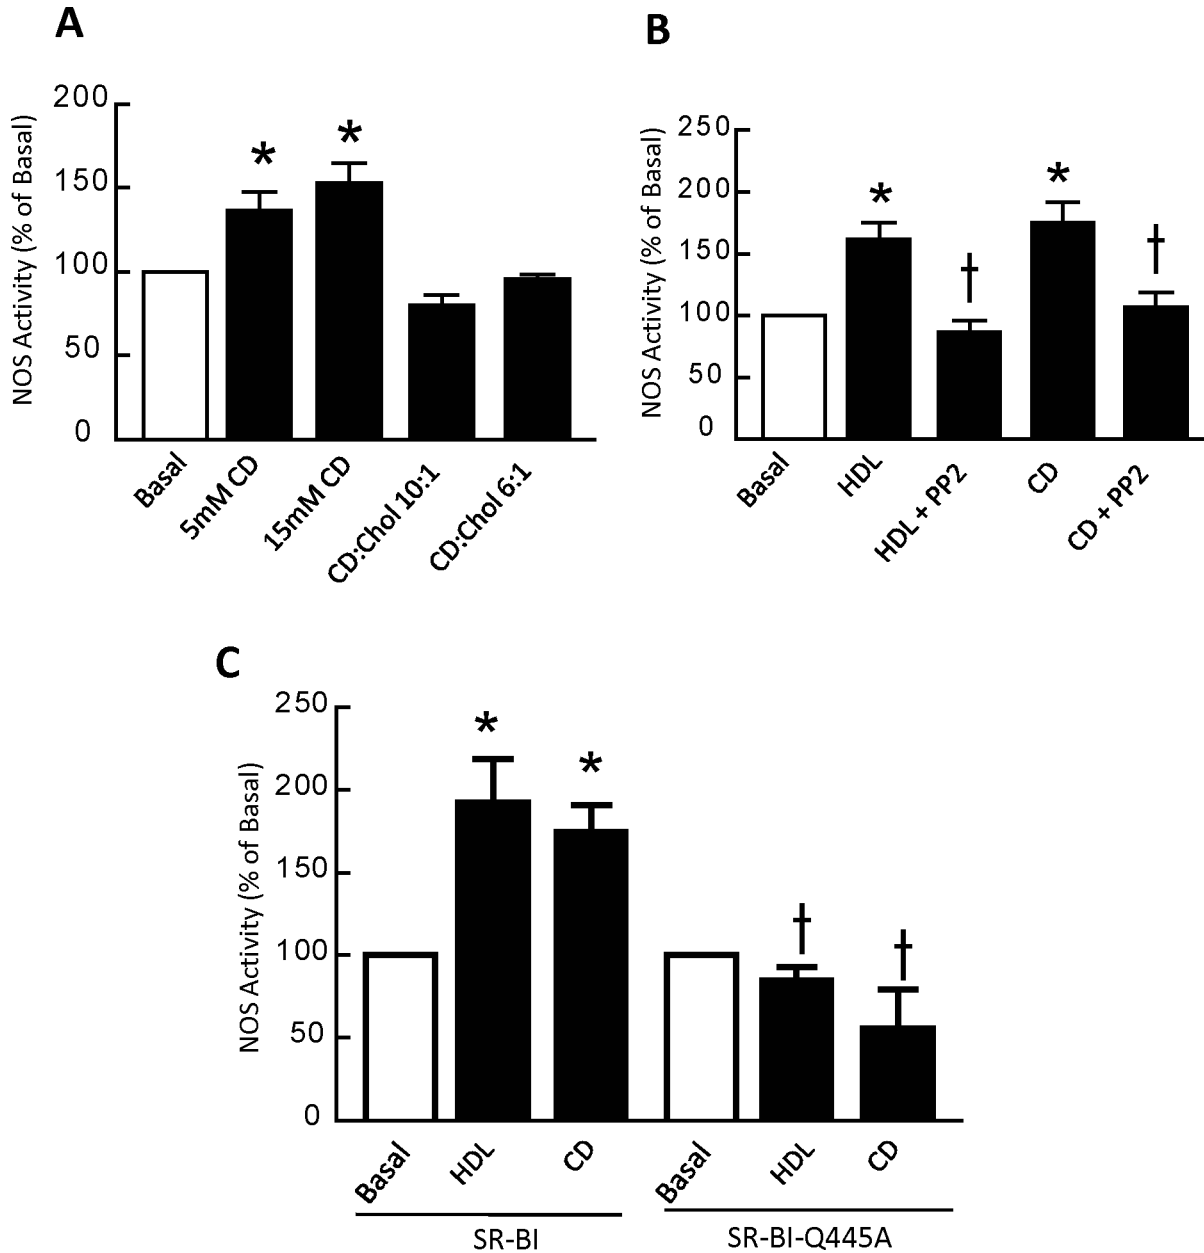 A
NOS Activity (% of Basal)
200
150
100
50
0
*
*
Basal
5mM CD
15mM CD
CD:Chol 10:1
CD:Chol 6:1
B
NOS Activity (% of Basal)
250
200
150
100
50
0
*
†
*
†
Basal
HDL
HDL + PP2
CD
CD + PP2
C
NOS Activity (% of Basal)
250
200
150
100
50
0
*
*
†
†
Basal
HDL
CD
Basal
HDL
CD
SR-BI
SR-BI-Q445A